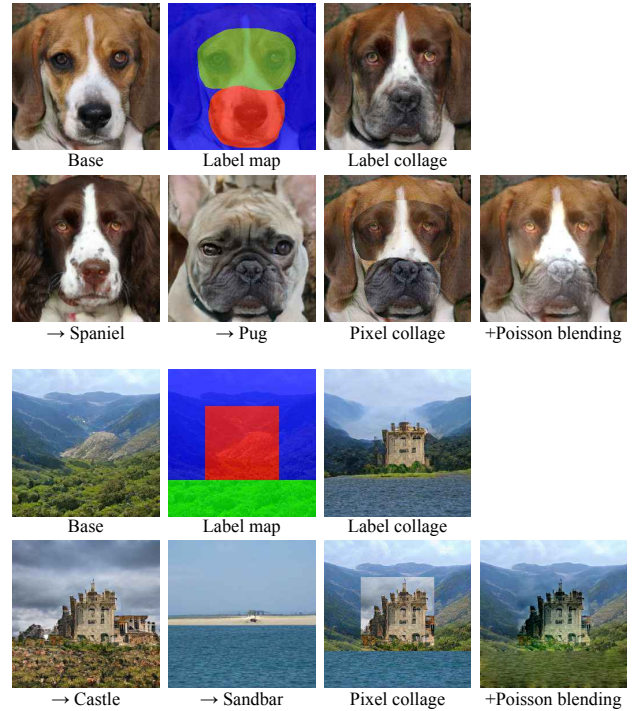 Base Label map Label collage
→ Spaniel → Pug Pixel collage +Poisson blending
Base Label map Label collage
→ Castle → Sandbar Pixel collage +Poisson blending